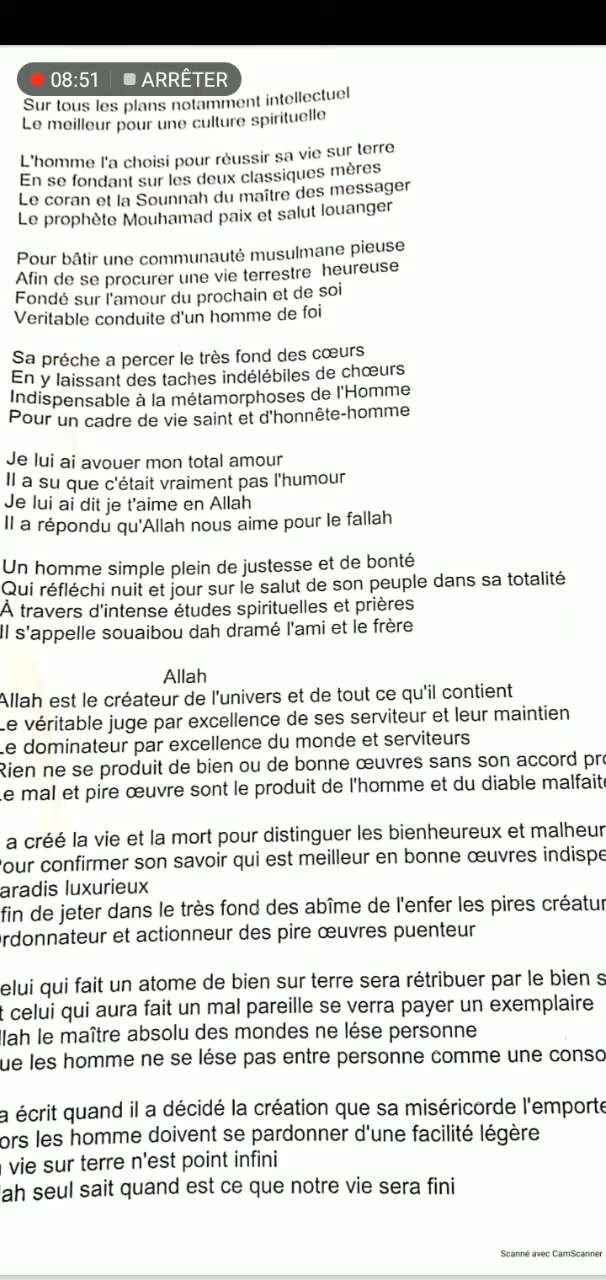 08:51 ARRÊTER
Sur tous les plans notamment intellectuel
Le meilleur pour une culture spirituelle
L'homme l'a choisi pour réussir sa vie sur terre
En se fondant sur les deux classiques mères
Le coran et la Sounnah du maître des messager
Le prophète Mouhamad paix et salut louanger
Pour bâtir une communauté musulmane pieuse
Afin de se procurer une vie terrestre heureuse
Fondé sur l'amour du prochain et de soi
Veritable conduite d'un homme de foi
Sa préche a percer le très fond des cœurs
En y laissant des taches indélébiles de chœurs
Indispensable à la métamorphoses de l'Homme
Pour un cadre de vie saint et d'honnête-homme
Je lui ai avouer mon total amour
Il a su que c'était vraiment pas l'humour
Je lui ai dit je t'aime en Allah
Il a répondu qu'Allah nous aime pour le fallah
Un homme simple plein de justesse et de bonté
Qui réfléchi nuit et jour sur le salut de son peuple dans sa totalité
À travers d'intense études spirituelles et prières
Il s'appelle souaibou dah dramé l'ami et le frère
Allah
Allah est le créateur de l'univers et de tout ce qu'il contient
Le véritable juge par excellence de ses serviteur et leur maintien
Le dominateur par excellence du monde et serviteurs
Rien ne se produit de bien ou de bonne œuvres sans son accord pro
Le mal et pire œuvre sont le produit de l'homme et du diable malfaite
a créé la vie et la mort pour distinguer les bienheureux et malheur
Pour confirmer son savoir qui est meilleur en bonne œuvres indispe
aradis luxurieux
fin de jeter dans le très fond des abîme de l'enfer les pires créatur
rdonnateur et actionneur des pire œuvres puenteur
elui qui fait un atome de bien sur terre sera rétribuer par le bien s
t celui qui aura fait un mal pareille se verra payer un exemplaire
llah le maître absolu des mondes ne lése personne
ue les homme ne se lése pas entre personne comme une conso
a écrit quand il a décidé la création que sa miséricorde l'emporte
ors les homme doivent se pardonner d'une facilité légère
vie sur terre n'est point infini
lah seul sait quand est ce que notre vie sera fini
Scanné avec CamScanner